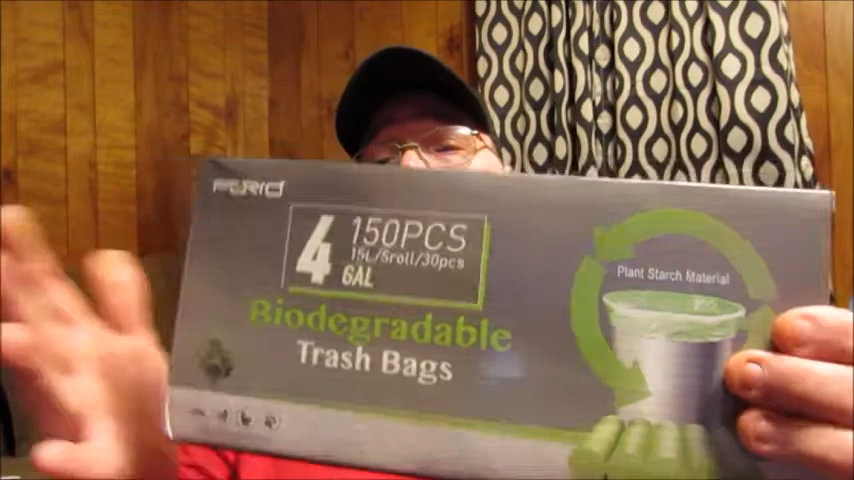 FORID
4 GAL
150PCS
15L/5roll/30pcs
Biodegradable
Trash Bags
Plant Starch Material